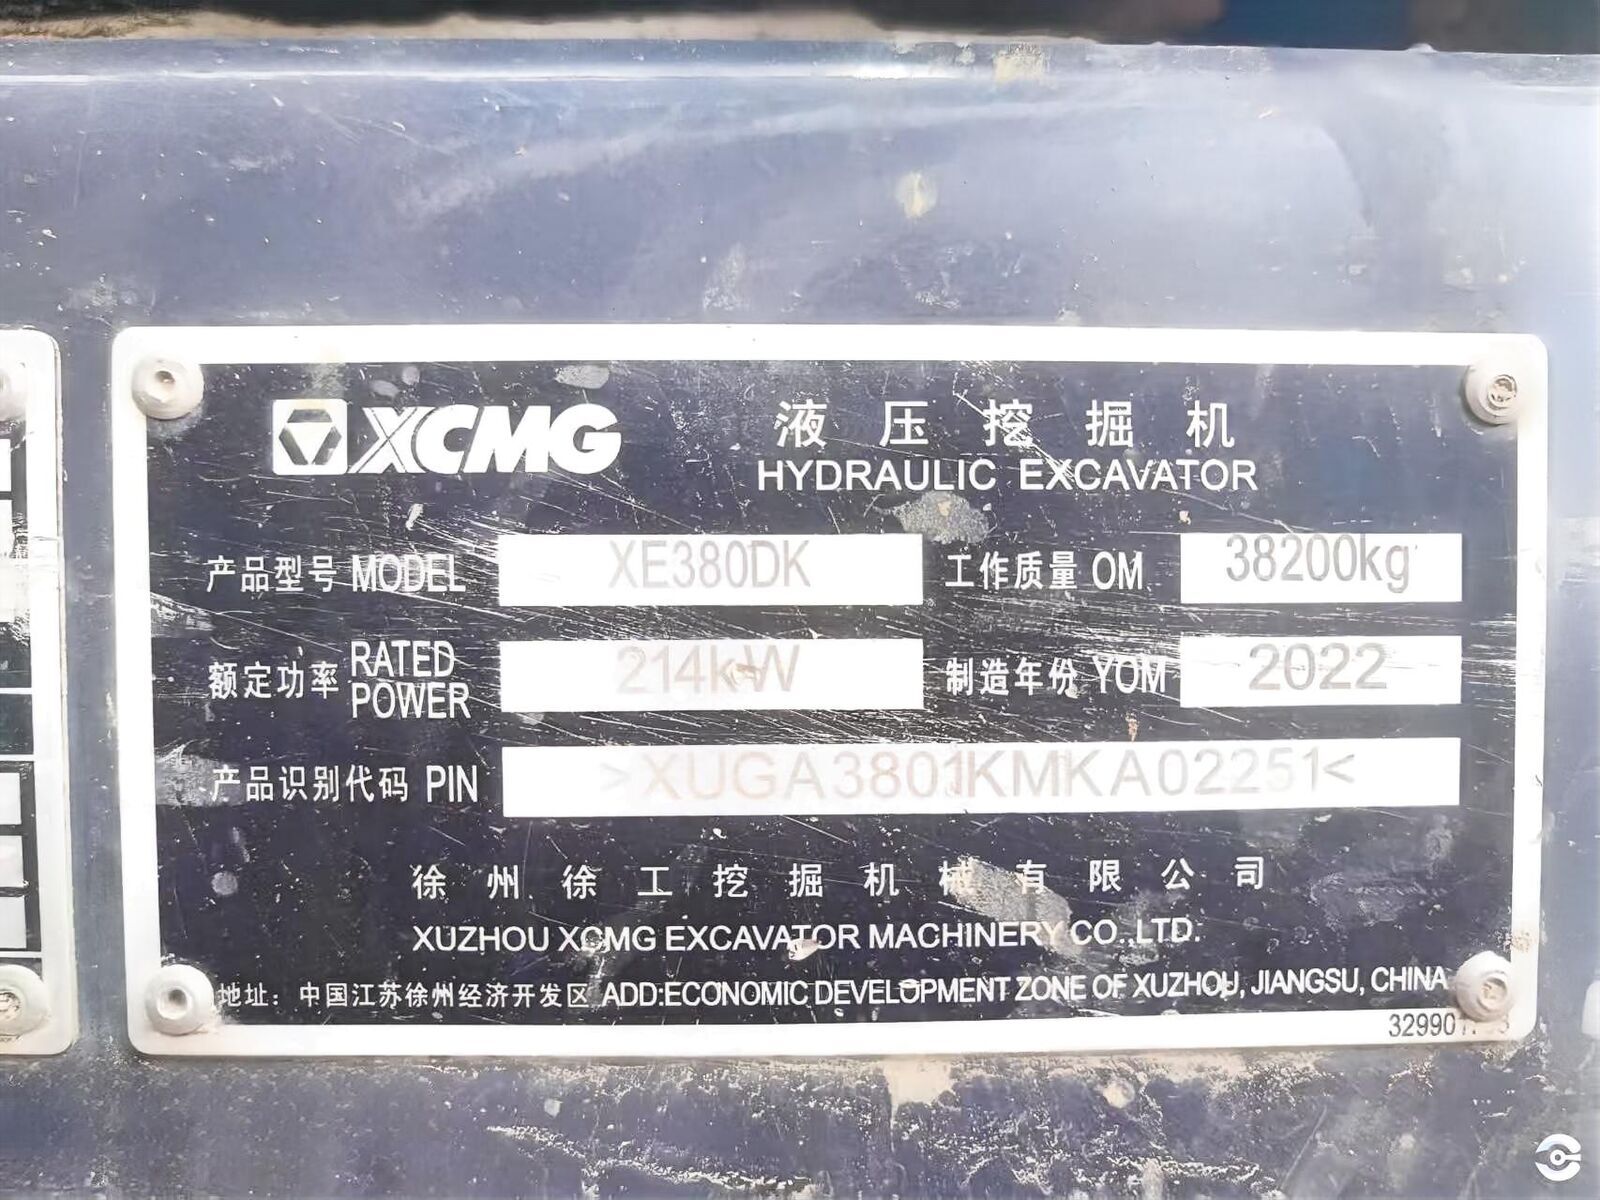 XCMG
液压挖掘机
HYDRAULIC EXCAVATOR
产品型号 MODEL XE380DK 工作质量 OM 38200kg
额定功率 RATED POWER 214kW 制造年份 YOM 2022
产品识别代码 PIN >XUGA3801KMKA02251<
徐州徐工挖掘机械有限公司
XUZHOU XCMG EXCAVATOR MACHINERY CO.,LTD.
地址：中国江苏徐州经济开发区 ADD:ECONOMIC DEVELOPMENT ZONE OF XUZHOU, JIANGSU, CHINA